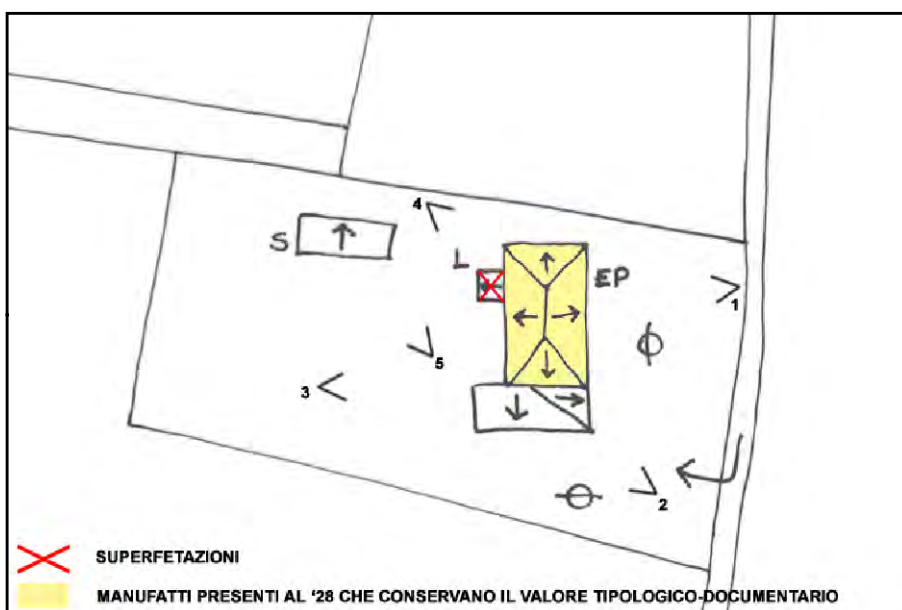 4
S
L
EP
1
5
3
2
SUPERFETAZIONI
MANUFATTI PRESENTI AL '28 CHE CONSERVANO IL VALORE TIPOLOGICO-DOCUMENTARIO